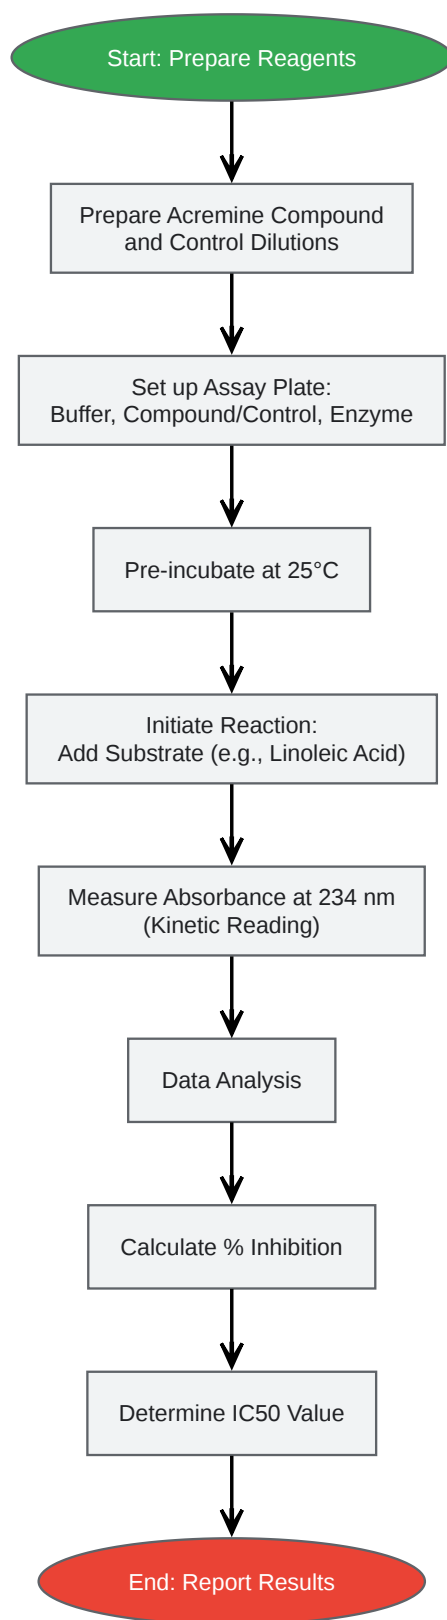 Start: Prepare Reagents
Prepare Acremine Compound
and Control Dilutions
Set up Assay Plate:
Buffer, Compound/Control, Enzyme
Pre-incubate at 25°C
Initiate Reaction:
Add Substrate (e.g., Linoleic Acid)
Measure Absorbance at 234 nm
(Kinetic Reading)
Data Analysis
Calculate % Inhibition
Determine IC50 Value
End: Report Results